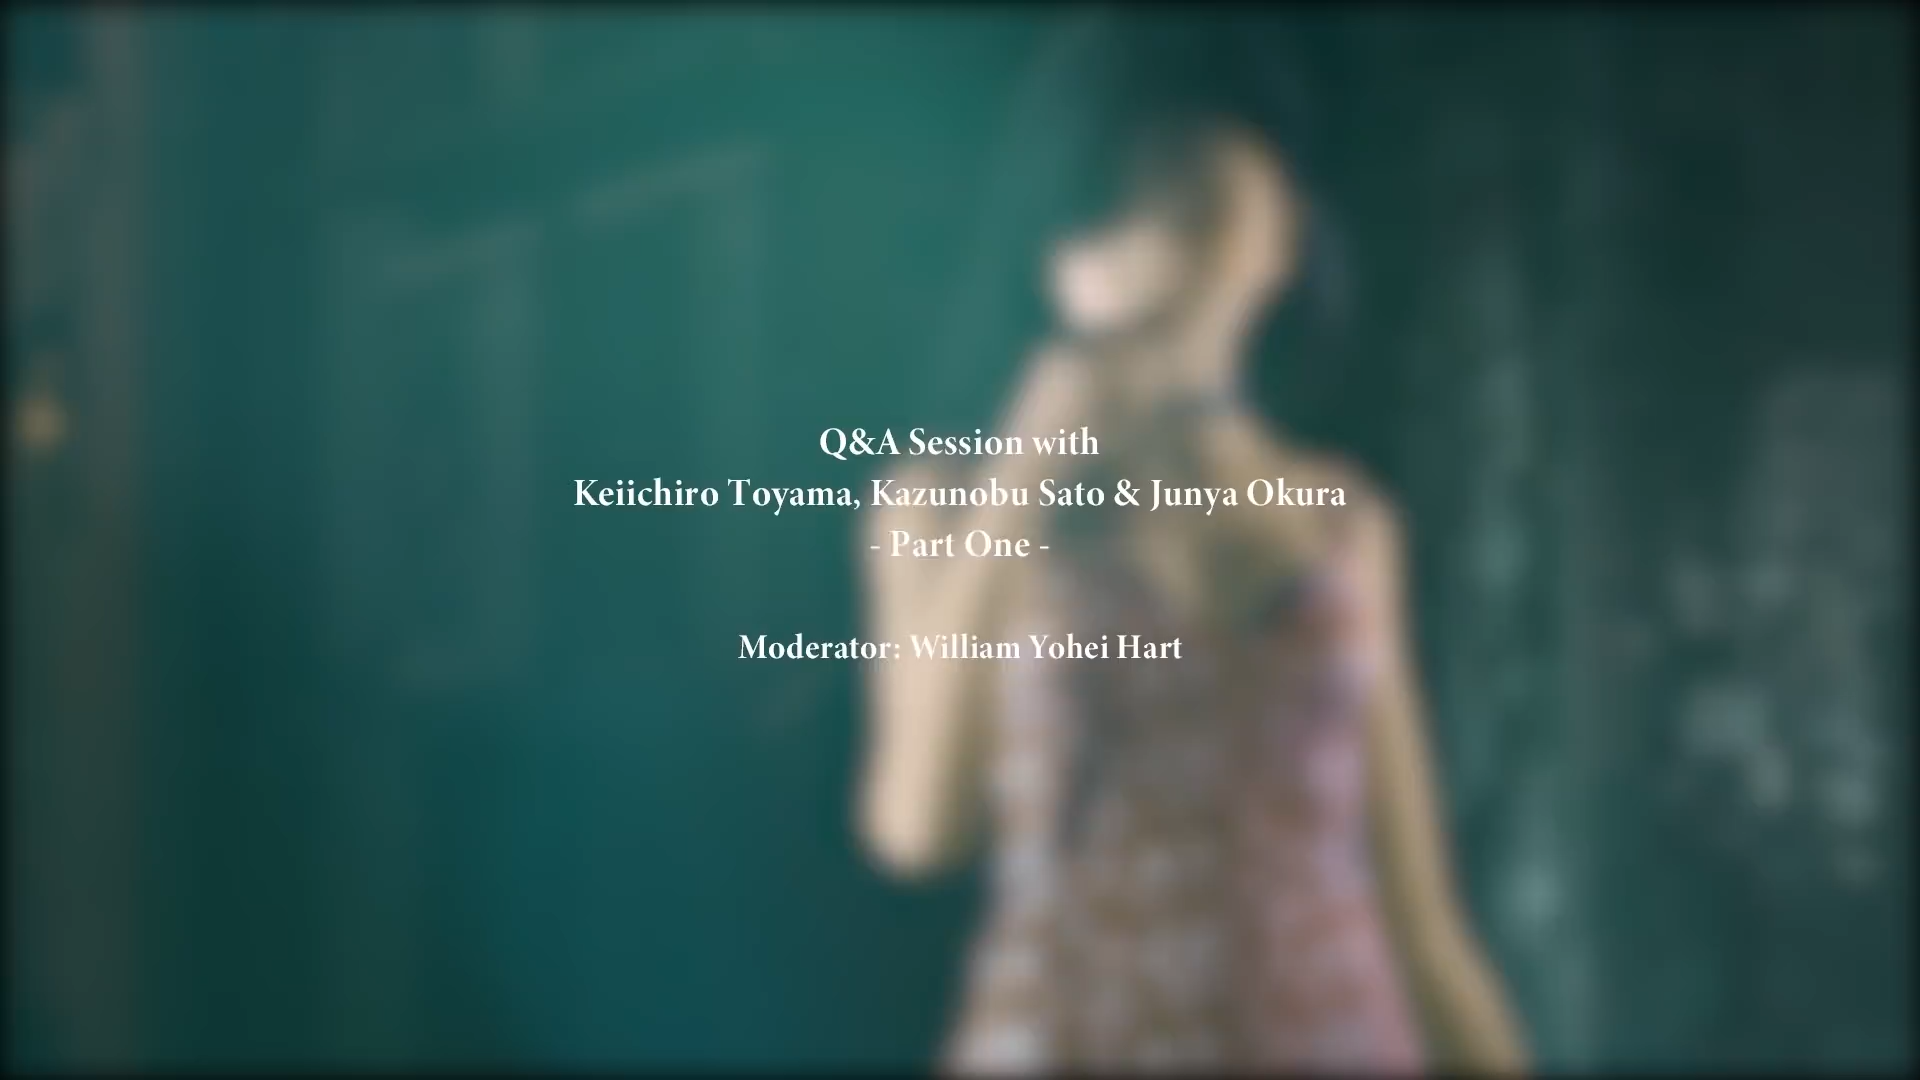 Q&A Session with
Keiichiro Toyama, Kazunobu Sato & Junya Okura
- Part One -
Moderator: William Yohei Hart